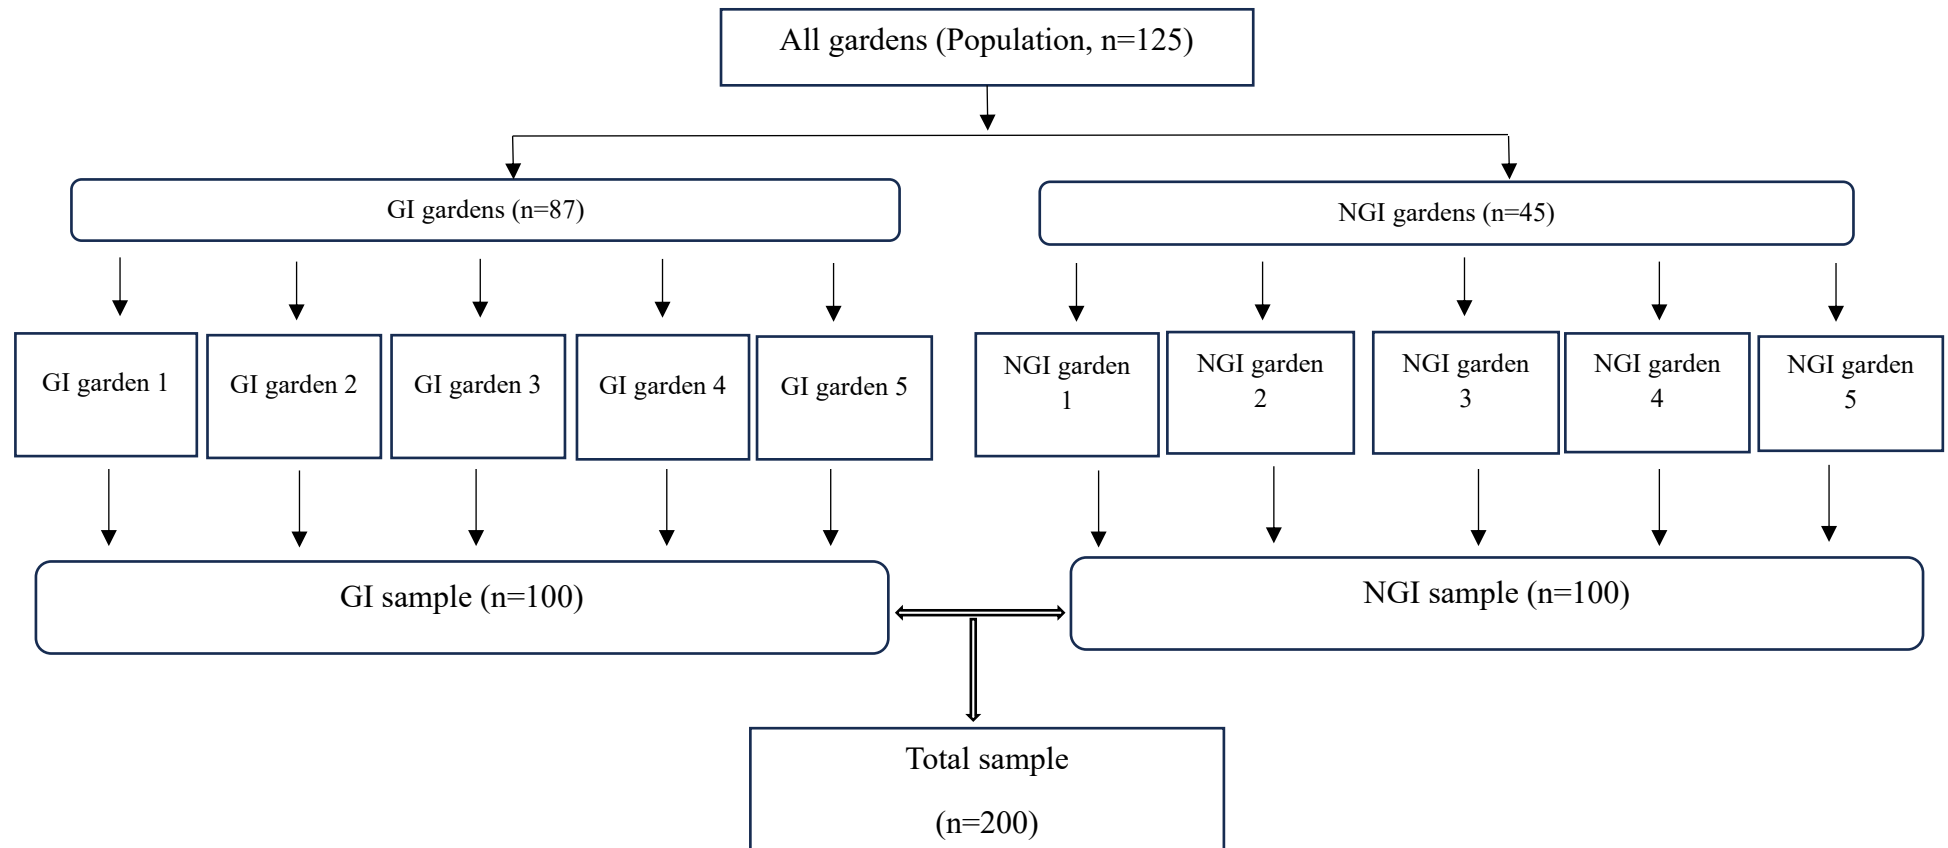 All gardens (Population, n=125)
GI gardens (n=87)
NGI gardens (n=45)
GI garden 1
GI garden 2
GI garden 3
GI garden 4
GI garden 5
NGI garden
1
NGI garden
2
NGI garden
3
NGI garden
4
NGI garden
5
GI sample (n=100)
NGI sample (n=100)
Total sample
(n=200)